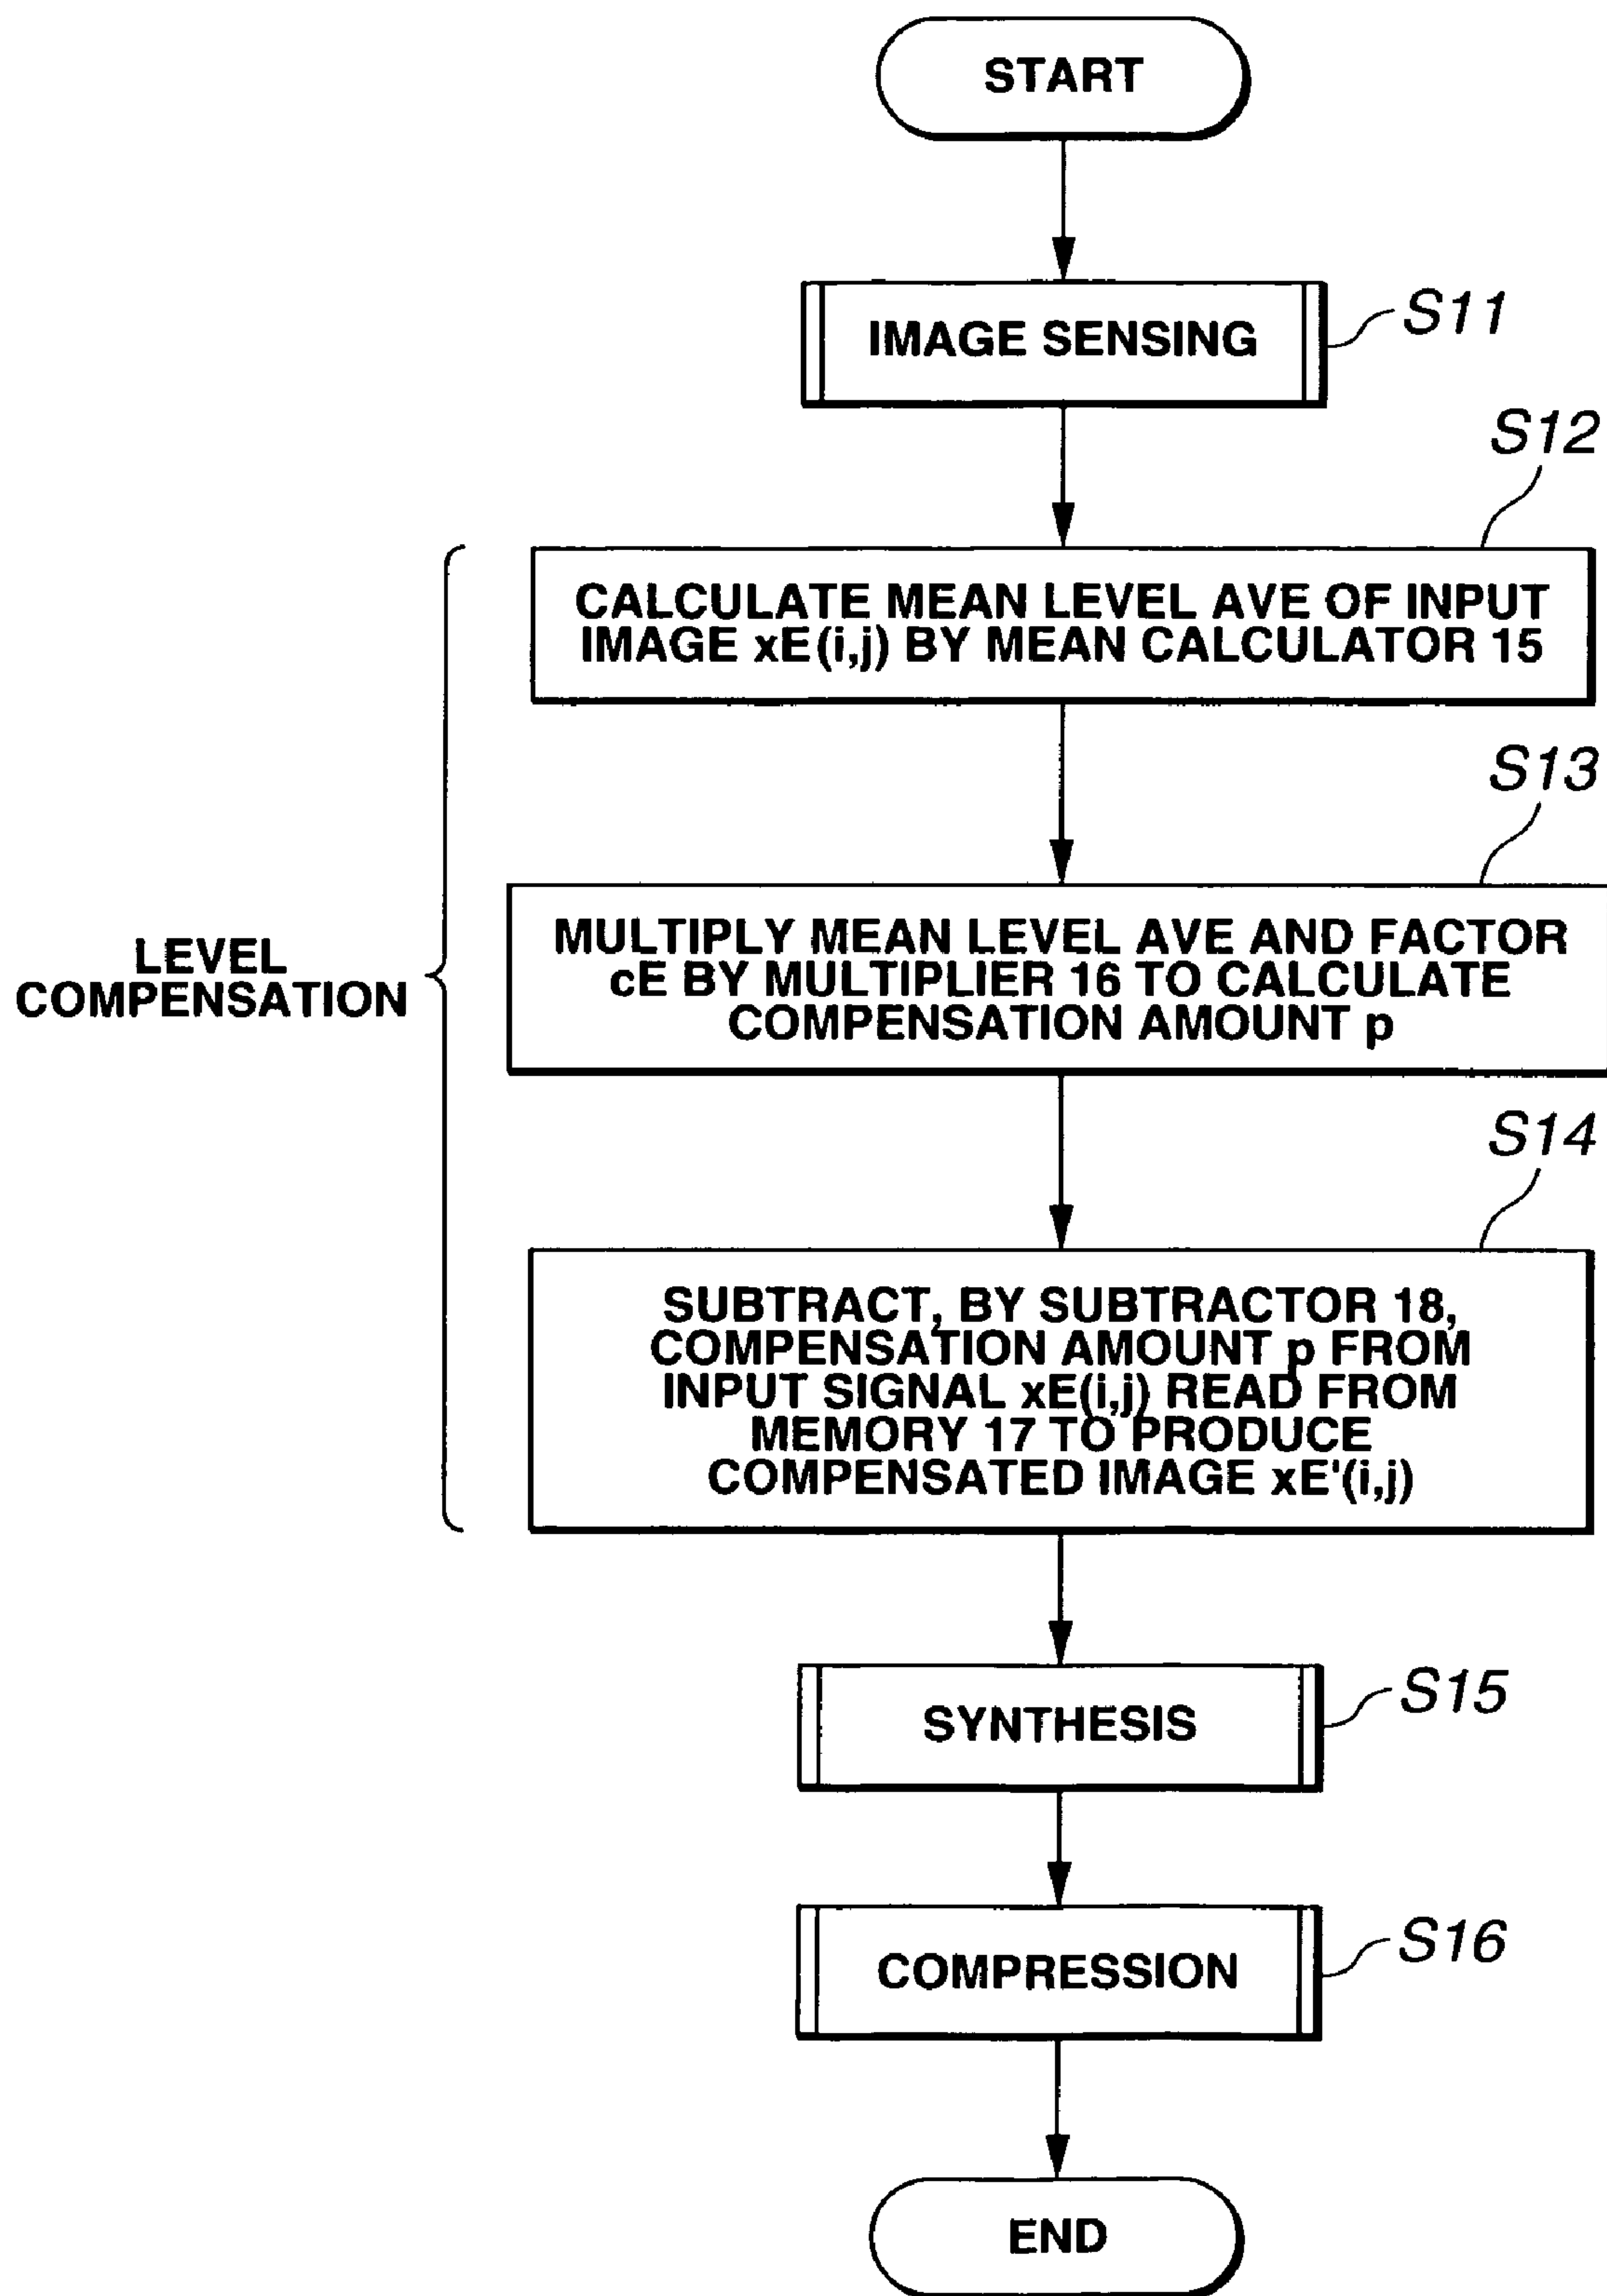 START
IMAGE SENSING
S11
S12
CALCULATE MEAN LEVEL AVE OF INPUT
IMAGE xE(i,j) BY MEAN CALCULATOR 15
S13
LEVEL
COMPENSATION
MULTIPLY MEAN LEVEL AVE AND FACTOR
cE BY MULTIPLIER 16 TO CALCULATE
COMPENSATION AMOUNT p
S14
SUBTRACT, BY SUBTRACTOR 18,
COMPENSATION AMOUNT p FROM
INPUT SIGNAL xE(i,j) READ FROM
MEMORY 17 TO PRODUCE
COMPENSATED IMAGE xE'(i,j)
SYNTHESIS
S15
COMPRESSION
S16
END